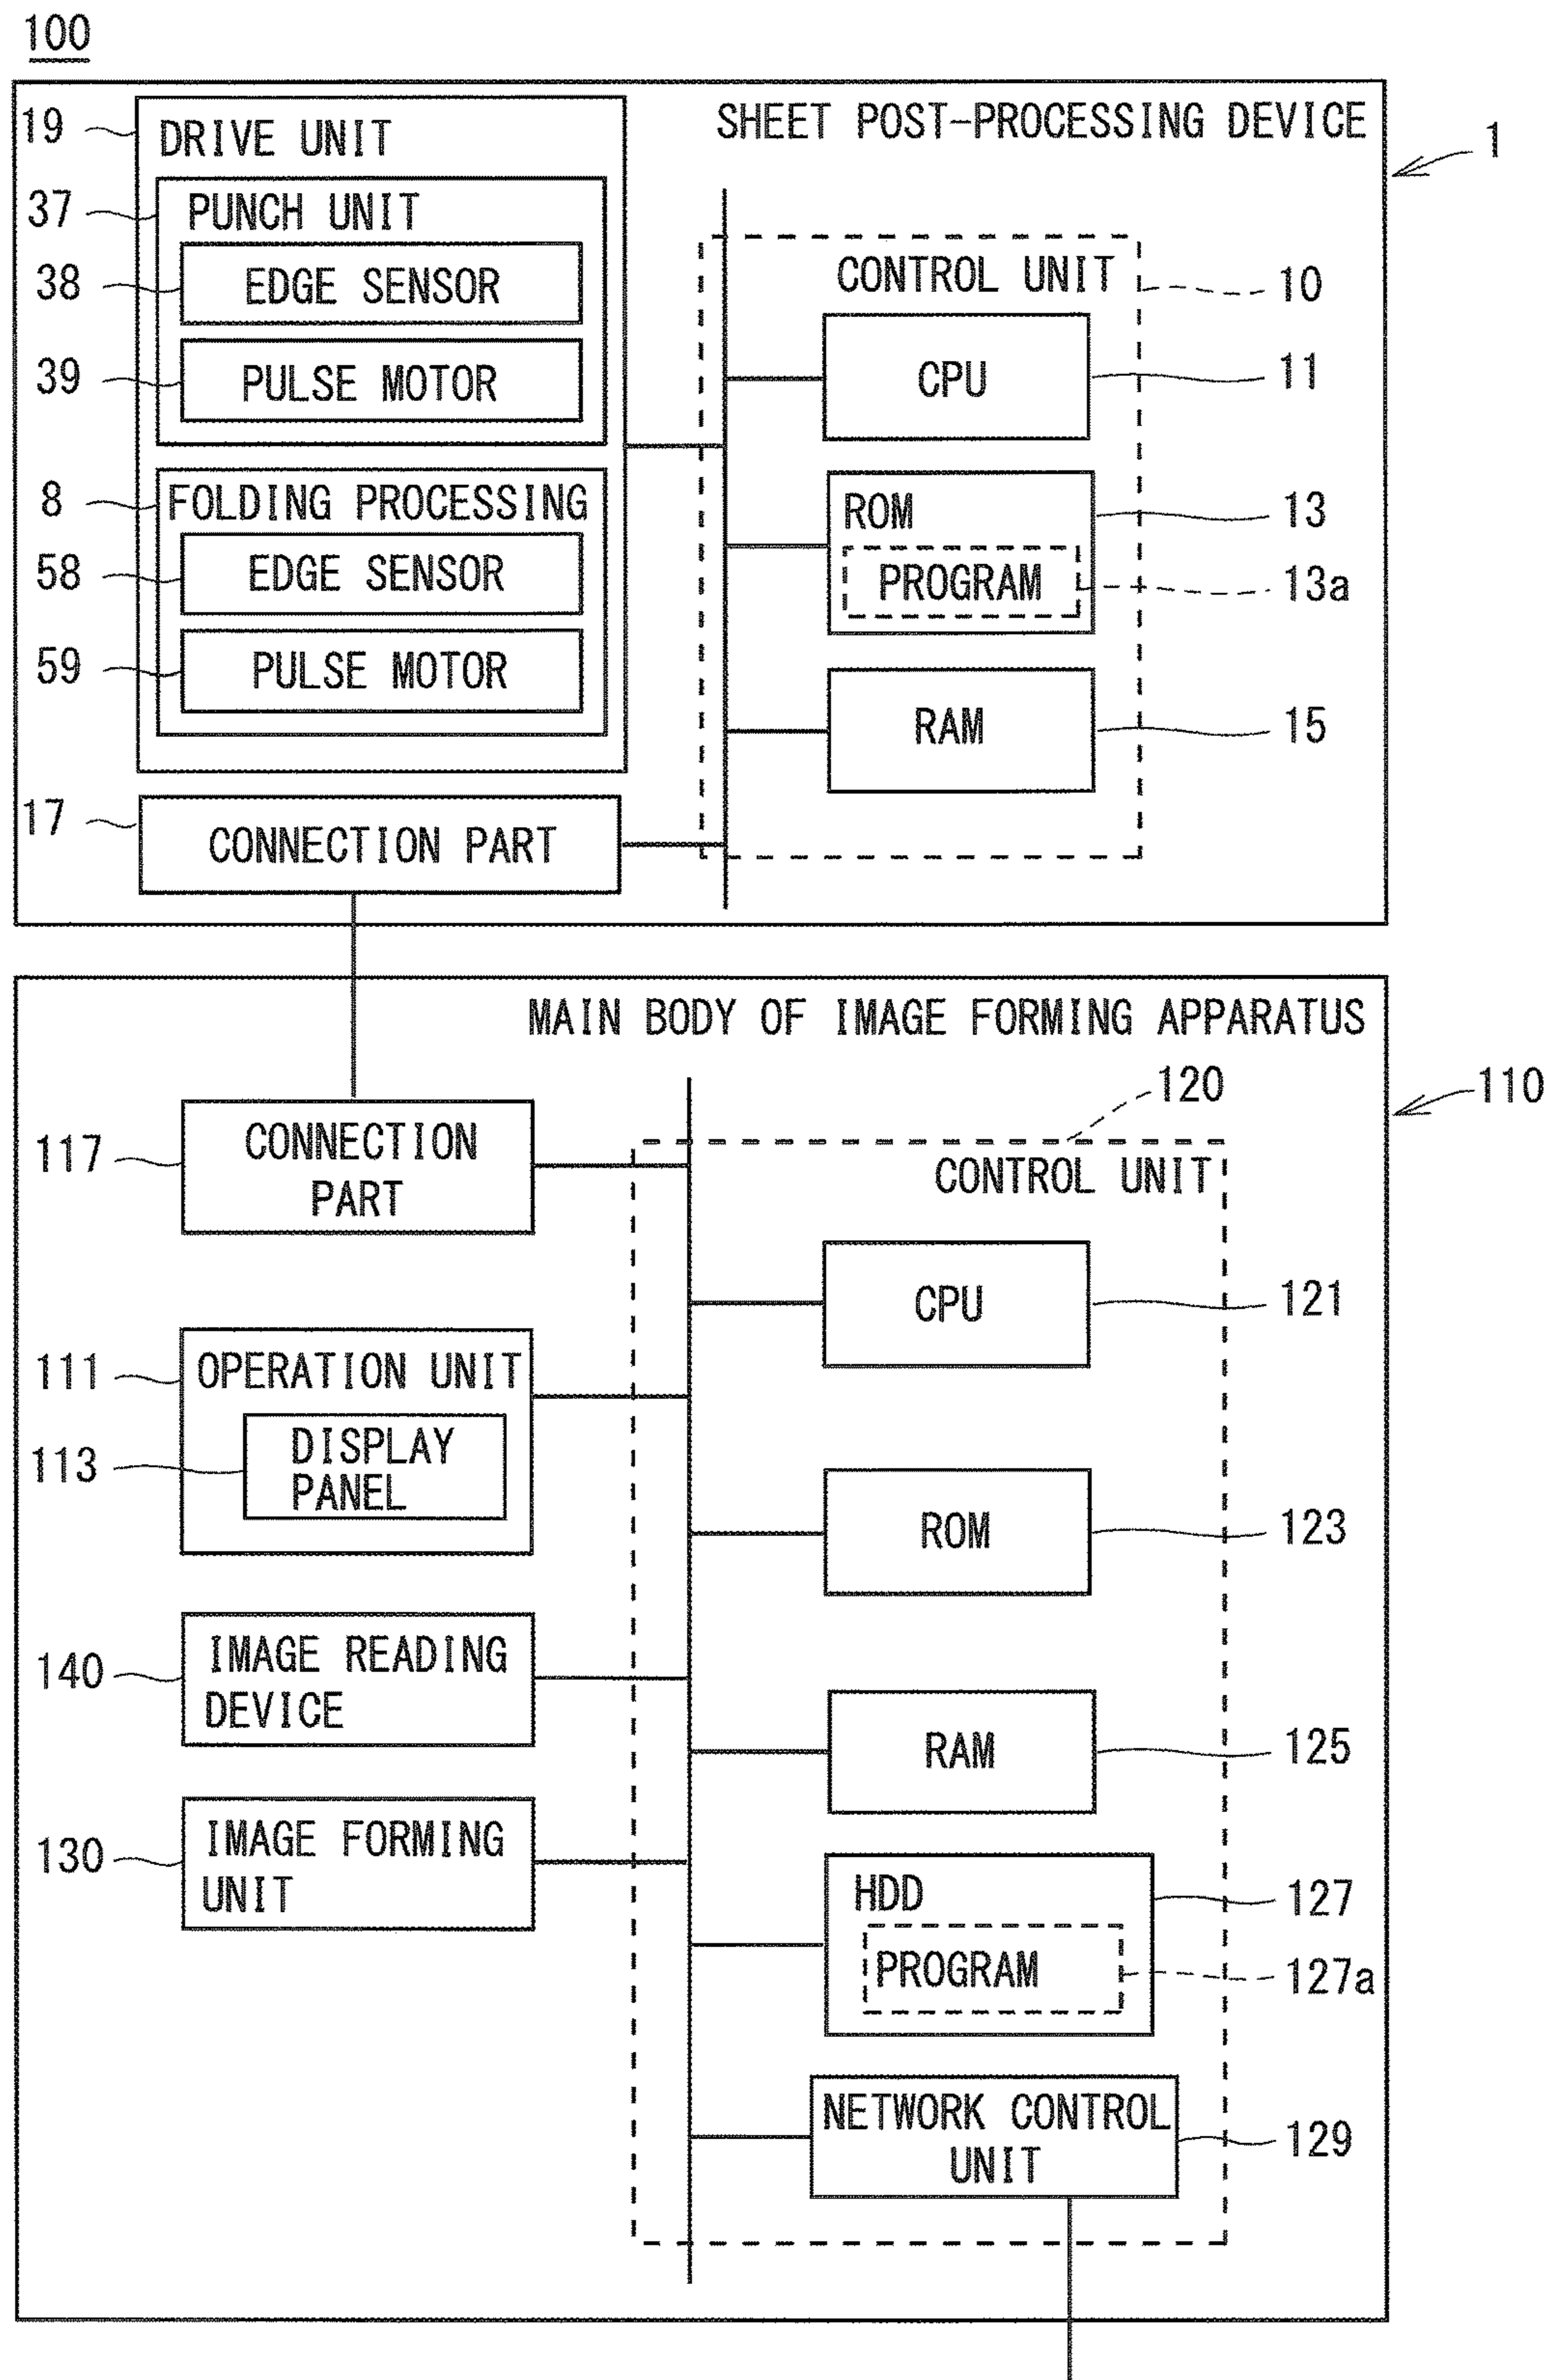 100
SHEET POST-PROCESSING DEVICE
1
19
DRIVE UNIT
37
PUNCH UNIT
38
EDGE SENSOR
39
PULSE MOTOR
8
FOLDING PROCESSING
58
EDGE SENSOR
59
PULSE MOTOR
17
CONNECTION PART
CONTROL UNIT
10
CPU
11
ROM
13
PROGRAM
13a
RAM
15
MAIN BODY OF IMAGE FORMING APPARATUS
110
117
CONNECTION
PART
111
OPERATION UNIT
113
DISPLAY
PANEL
140
IMAGE READING
DEVICE
130
IMAGE FORMING
UNIT
120
CONTROL UNIT
CPU
121
ROM
123
RAM
125
HDD
127
PROGRAM
127a
NETWORK CONTROL
UNIT
129